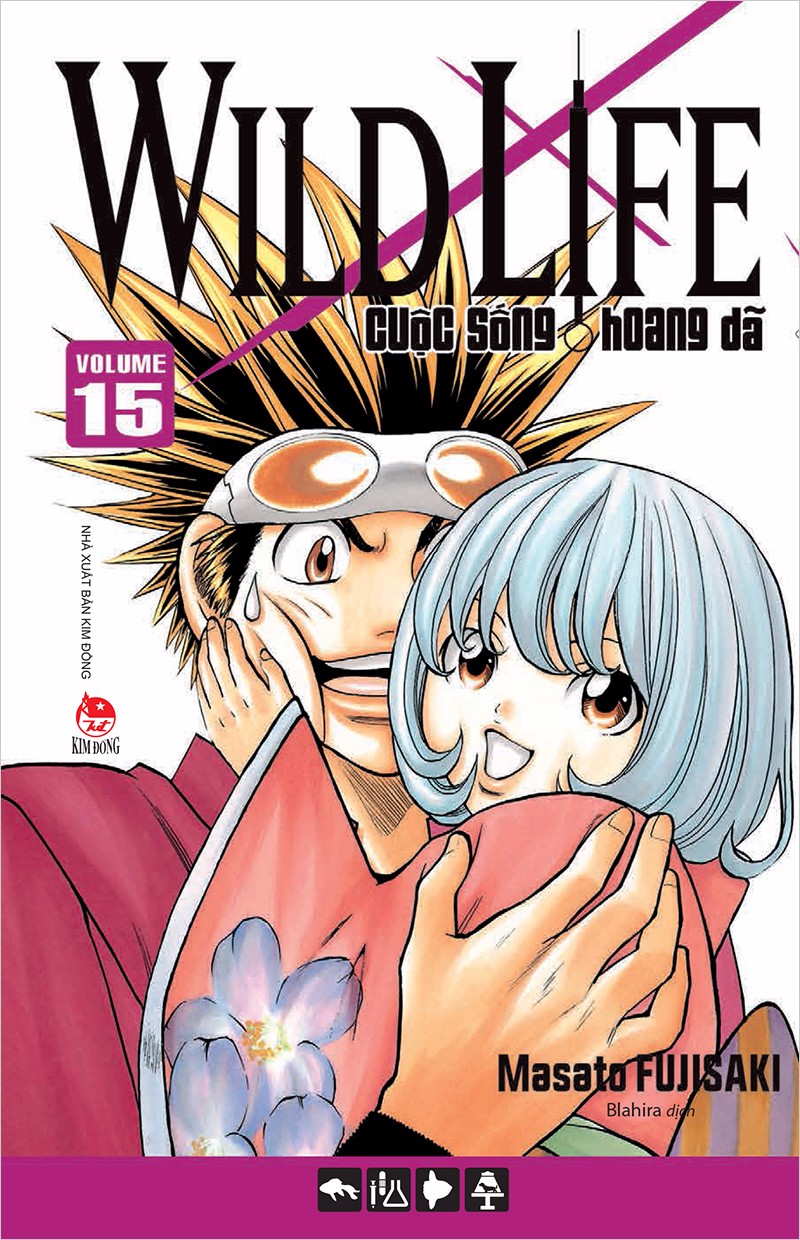 WILD LIFE
CUỘC SỐNG HOANG DÃ
VOLUME
15
NHÀ XUẤT BẢN KIM ĐỒNG
KIM ĐỒNG
Masato FUJISAKI
Blahira dịch